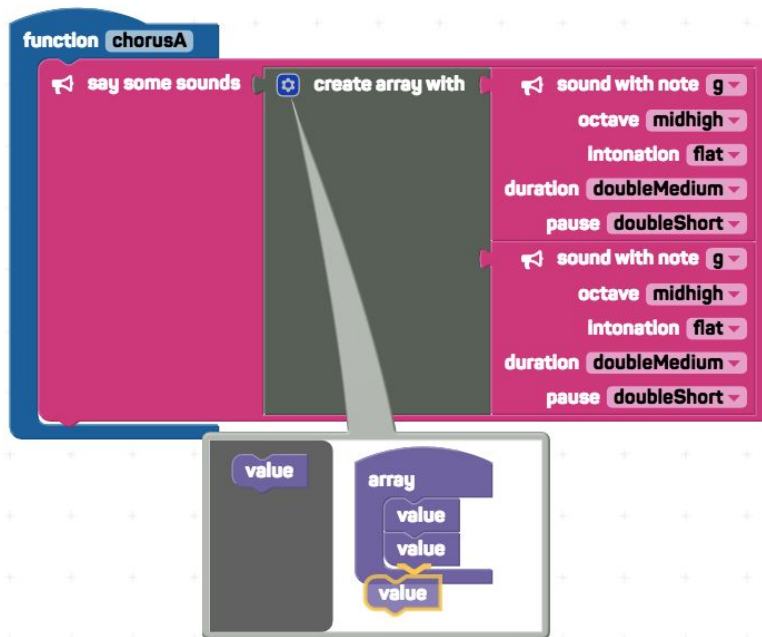 function chorusA
say some sounds create array with sound with note g
octave midhigh
intonation flat
duration doubleMedium
pause doubleShort
sound with note g
octave midhigh
intonation flat
duration doubleMedium
pause doubleShort
value
array
value
value
value